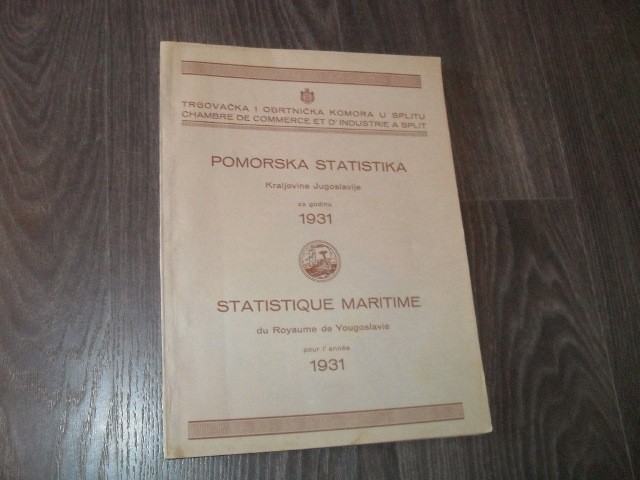 TRGOVAČKA I OBRTNIČKA KOMORA U SPLITU
CHAMBRE DE COMMERCE ET D'INDUSTRIE A SPLIT
POMORSKA STATISTIKA
Kraljovine Jugoslavije
za godinu
1931
STATISTIQUE MARITIME
du Royaume de Yougoslavie
pour l' année
1931